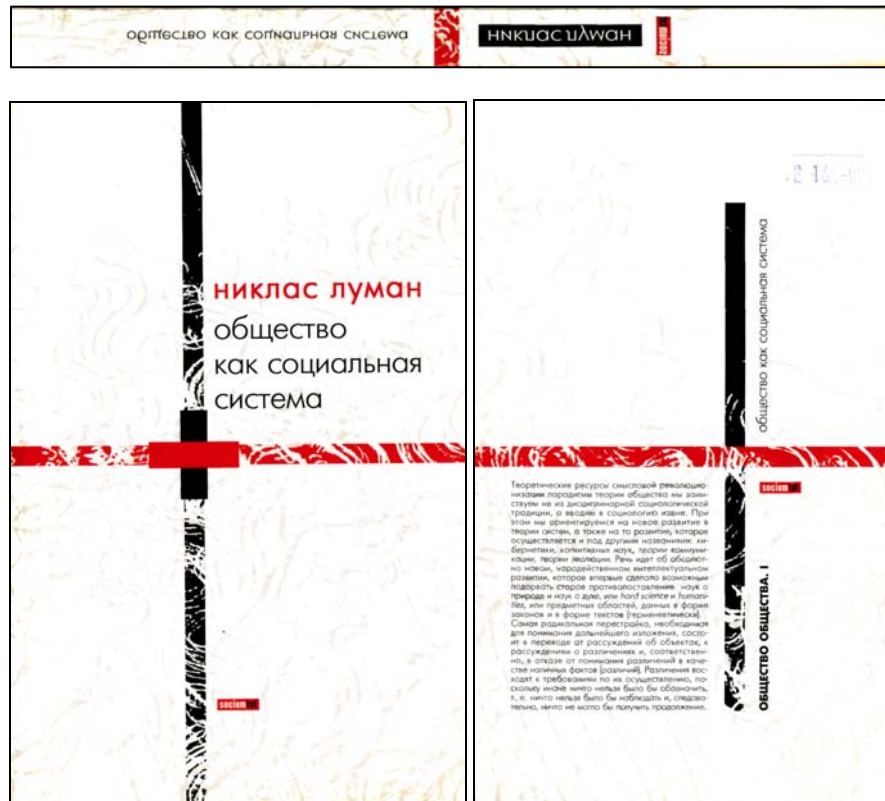 общество как социальная система
никлас луман
socium
никлас луман
общество
как социальная
система
socium
общество как социальная система
socium
ОБЩЕСТВО ОБЩЕСТВА. I
Теоретические ресурсы смысловой революцио-
низации парадигмы теории общества мы заим-
ствуем не из дисциплинарной социологической
традиции, а вводим в социологию извне. При
этом мы ориентируемся на новое развитие в
теории систем, а также на то развитие, которое
осуществляется и под другими названиями: ки-
бернетики, когнитивных наук, теории коммуни-
кации, теории эволюции. Речь идет об абсолют-
но новом, чародейственном интеллектуальном
развитии, которое впервые сделало возможным
подорвать старое противопоставление: наук о
природе и наук о духе, или hard science и humani-
ties, или предметных областей, данных в форме
законов и в форме текстов (герменевтически).
Самая радикальная перестройка, необходимая
для понимания дальнейшего изложения, состо-
ит в переходе от рассуждений об объектах, к
рассуждениям о различениях и, соответствен-
но, в отказе от понимания различений в каче-
стве наличных фактов (различий). Различения вос-
ходят к требованиям по их осуществлению, по-
скольку иначе ничто нельзя было бы обозначить,
т. е. ничто нельзя было бы наблюдать и, следова-
тельно, ничто не могло бы получить продолжение.